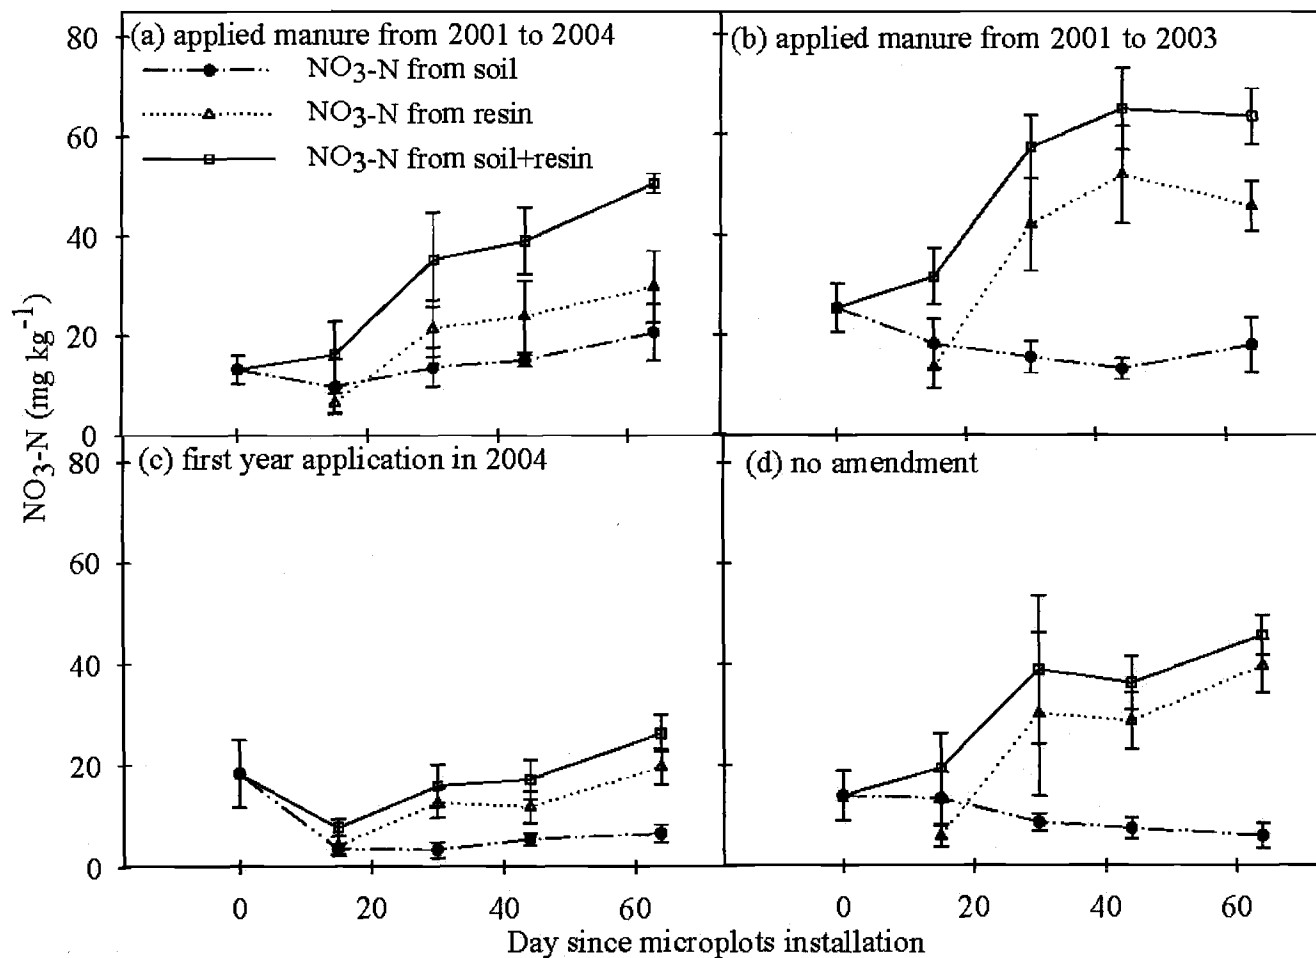 (a) applied manure from 2001 to 2004
NO3-N from soil
NO3-N from resin
NO3-N from soil+resin
(b) applied manure from 2001 to 2003
(c) first year application in 2004
(d) no amendment
NO3-N (mg kg-1)
80
60
40
20
0
80
60
40
20
0
0 20 40 60
0 20 40 60
Day since microplots installation